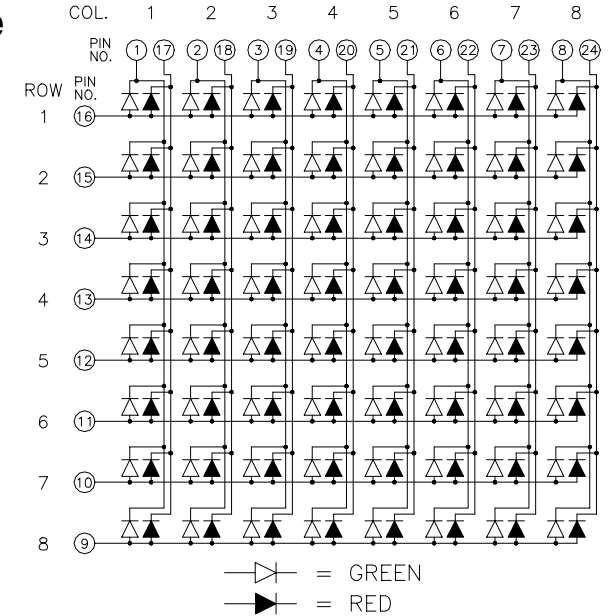 e
COL. 1 2 3 4 5 6 7 8
PIN NO. 1 17 2 18 3 19 4 20 5 21 6 22 7 23 8 24
ROW PIN NO.
1 16
2 15
3 14
4 13
5 12
6 11
7 10
8 9
= GREEN
= RED